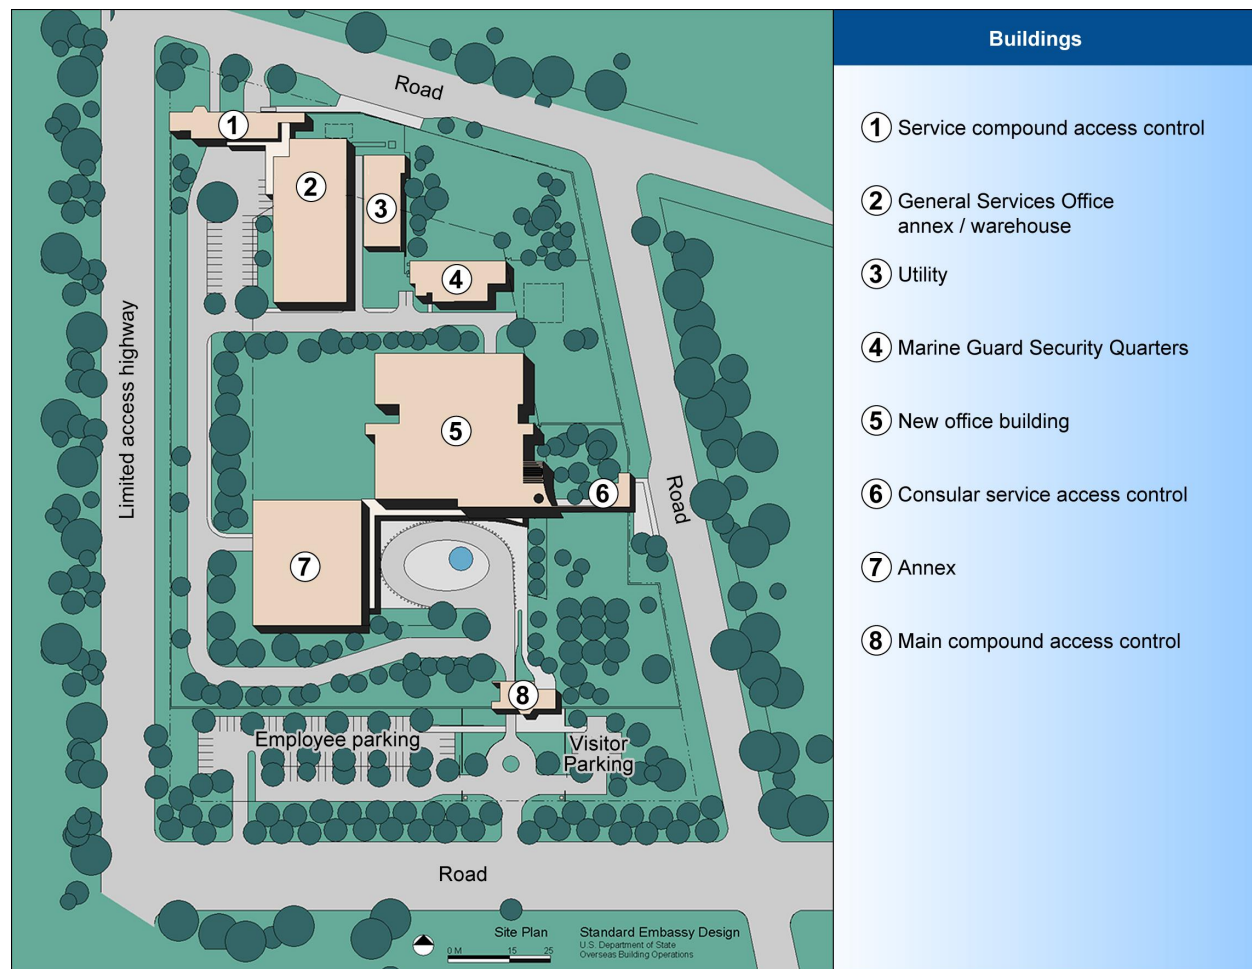 Buildings
1 Service compound access control
2 General Services Office
annex / warehouse
3 Utility
4 Marine Guard Security Quarters
5 New office building
6 Consular service access control
7 Annex
8 Main compound access control
Road
1
2
3
4
Limited access highway
5
6
Road
7
8
Employee parking
Visitor
Parking
Road
Site Plan
0 M 15 25
Standard Embassy Design
U.S. Department of State
Overseas Building Operations